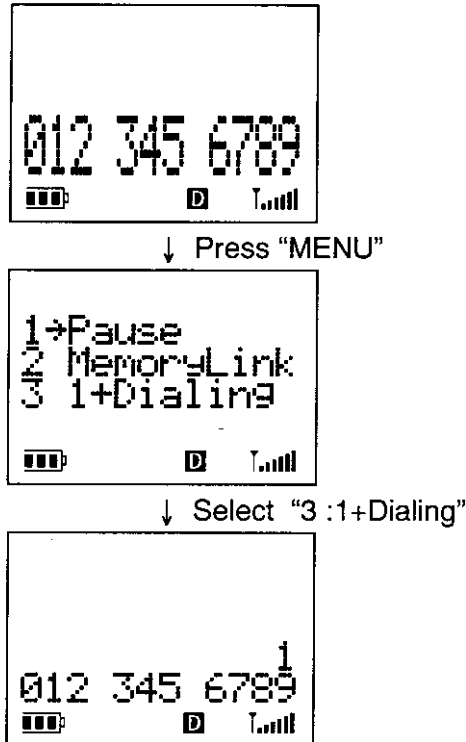 012 345 6789
D
↓ Press “MENU”
1→Pause
2 MemoryLink
3 1+Dialing
D
↓ Select “3 :1+Dialing”
1
012 345 6789
D